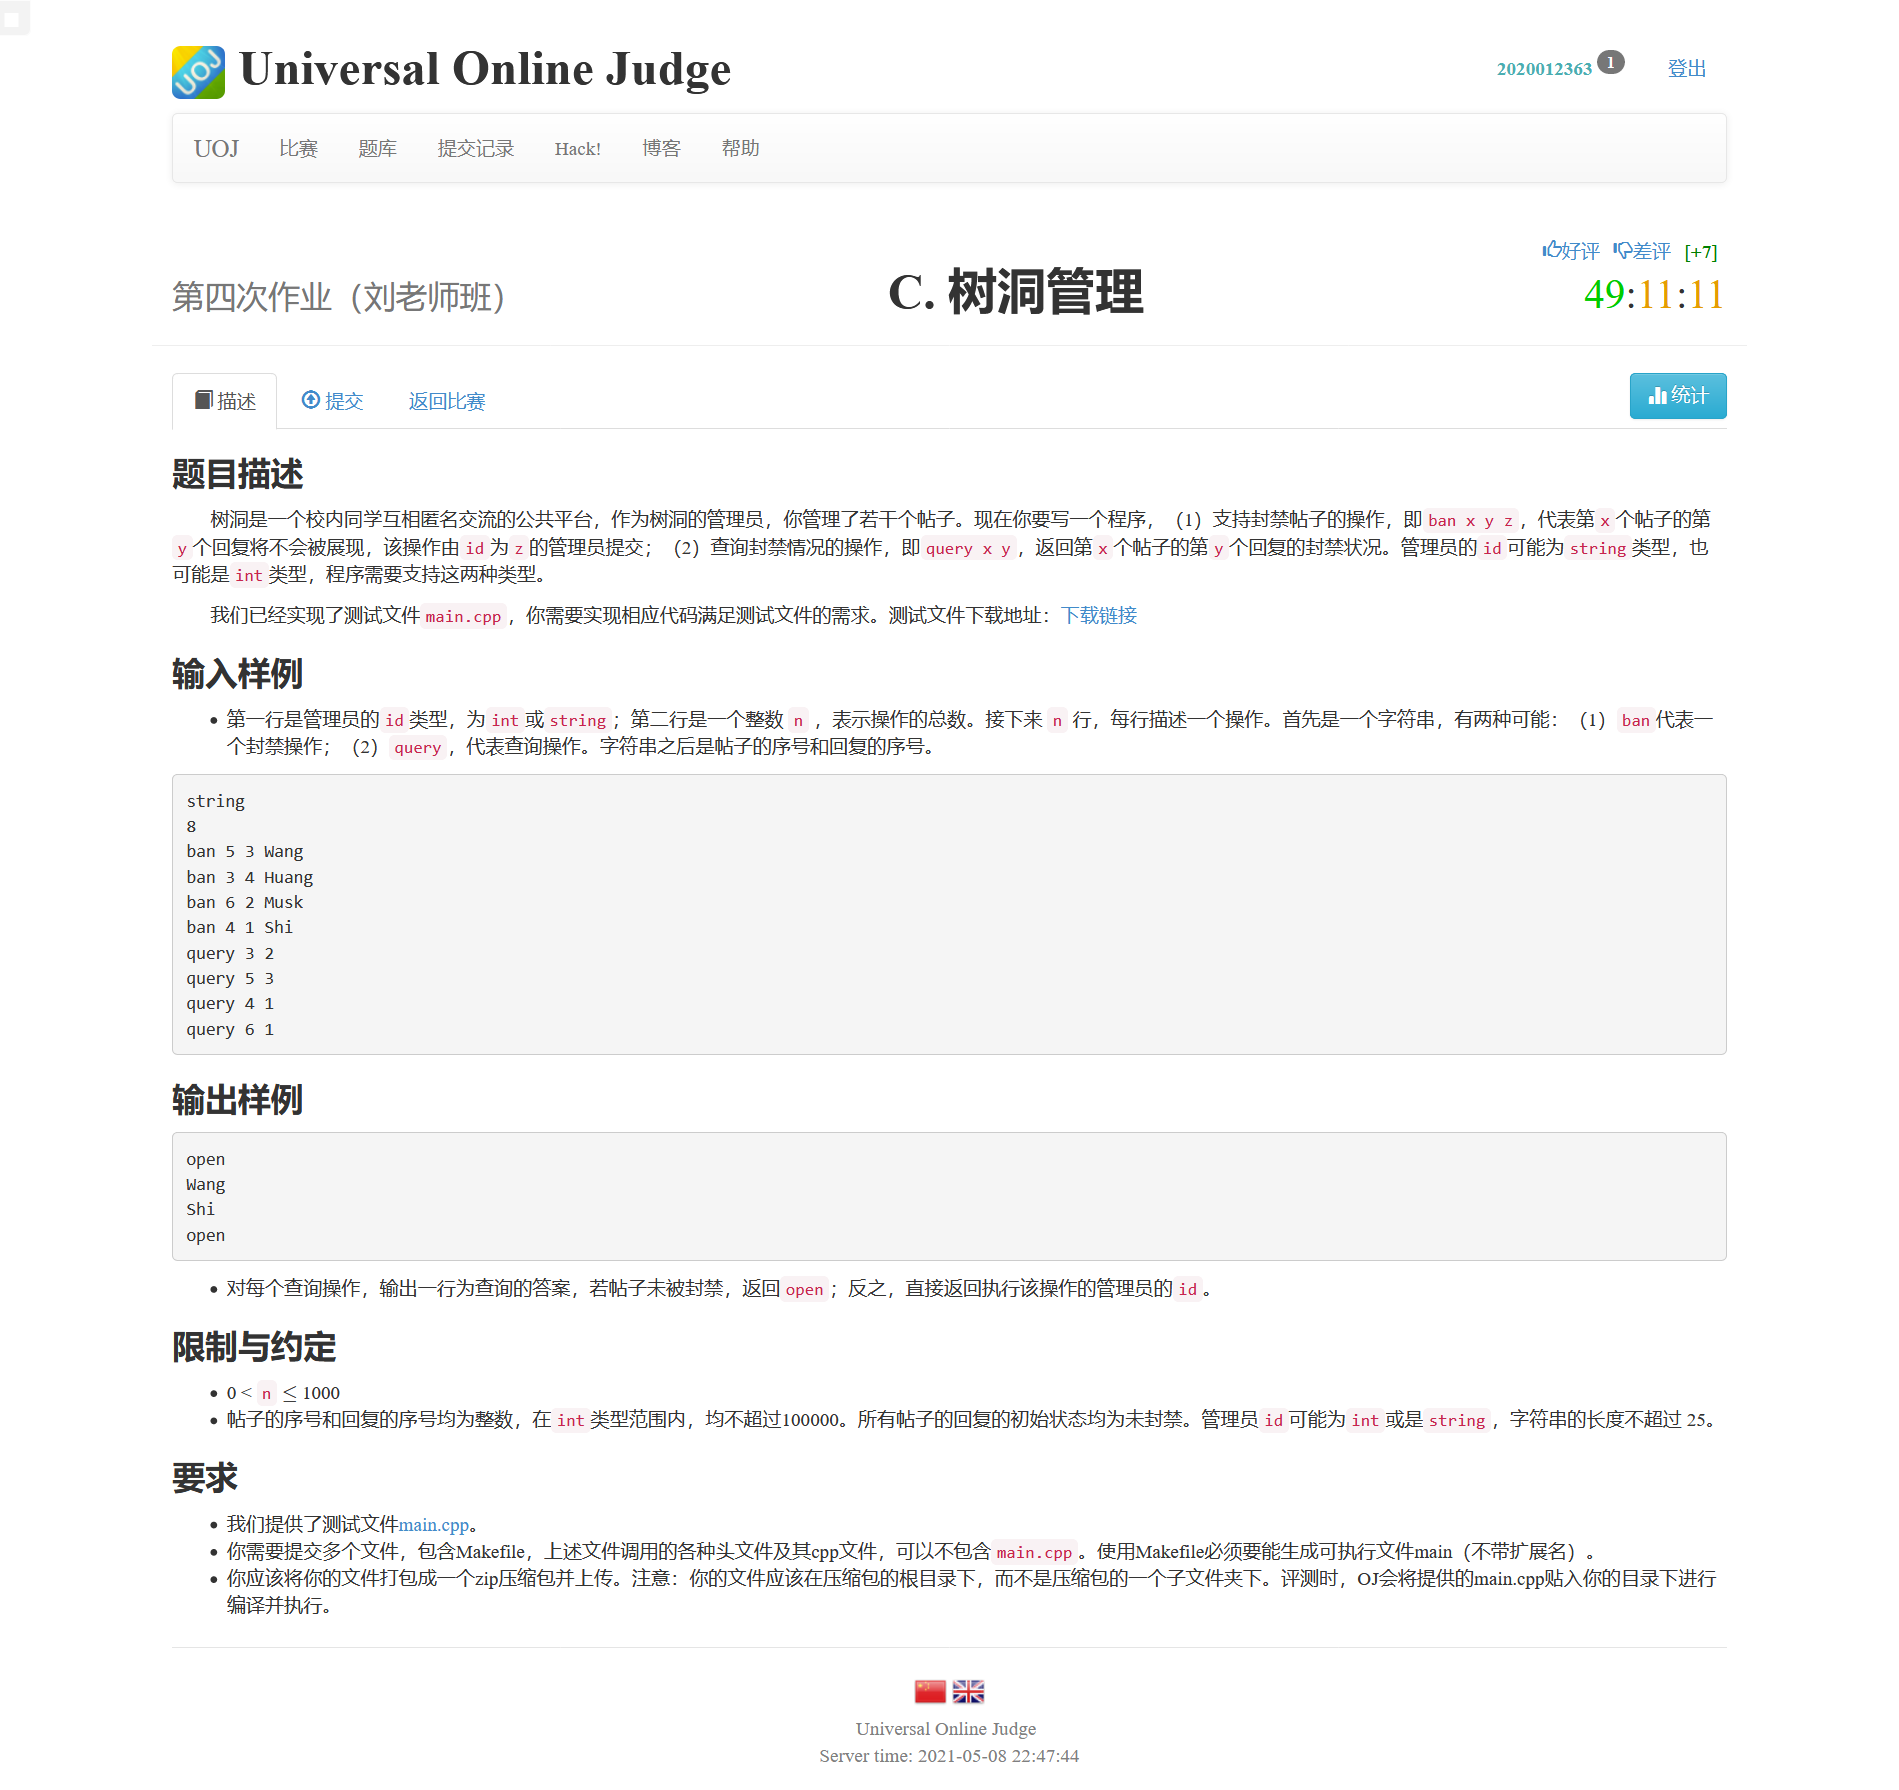 UOJ Universal Online Judge
2020012363 1 登出
UOJ 比赛 题库 提交记录 Hack! 博客 帮助
好评 差评 [+7]
第四次作业（刘老师班） C. 树洞管理 49:11:11
描述 提交 返回比赛 统计
题目描述
树洞是一个校内同学互相匿名交流的公共平台，作为树洞的管理员，你管理了若干个帖子。现在你要写一个程序，（1）支持封禁帖子的操作，即 ban x y z ，代表第 x 个帖子的第
y 个回复将不会被展现，该操作由 id 为 z 的管理员提交；（2）查询封禁情况的操作，即 query x y ，返回第 x 个帖子的第 y 个回复的封禁状况。管理员的 id 可能为 string 类型，也
可能是 int 类型，程序需要支持这两种类型。
我们已经实现了测试文件 main.cpp ，你需要实现相应代码满足测试文件的需求。测试文件下载地址：下载链接
输入样例
• 第一行是管理员的 id 类型，为 int 或 string ；第二行是一个整数 n ，表示操作的总数。接下来 n 行，每行描述一个操作。首先是一个字符串，有两种可能：（1） ban 代表一
个封禁操作；（2） query ，代表查询操作。字符串之后是帖子的序号和回复的序号。
string
8
ban 5 3 Wang
ban 3 4 Huang
ban 6 2 Musk
ban 4 1 Shi
query 3 2
query 5 3
query 4 1
query 6 1
输出样例
open
Wang
Shi
open
• 对每个查询操作，输出一行为查询的答案，若帖子未被封禁，返回 open ；反之，直接返回执行该操作的管理员的 id 。
限制与约定
• 0 < n ≤ 1000
• 帖子的序号和回复的序号均为整数，在 int 类型范围内，均不超过100000。所有帖子的回复的初始状态均为未封禁。管理员 id 可能为 int 或是 string ，字符串的长度不超过 25。
要求
• 我们提供了测试文件main.cpp。
• 你需要提交多个文件，包含Makefile，上述文件调用的各种头文件及其cpp文件，可以不包含 main.cpp 。使用Makefile必须要能生成可执行文件main（不带扩展名）。
• 你应该将你的文件打包成一个zip压缩包并上传。注意：你的文件应该在压缩包的根目录下，而不是压缩包的一个子文件夹下。评测时，OJ会将提供的main.cpp贴入你的目录下进行
编译并执行。
Universal Online Judge
Server time: 2021-05-08 22:47:44